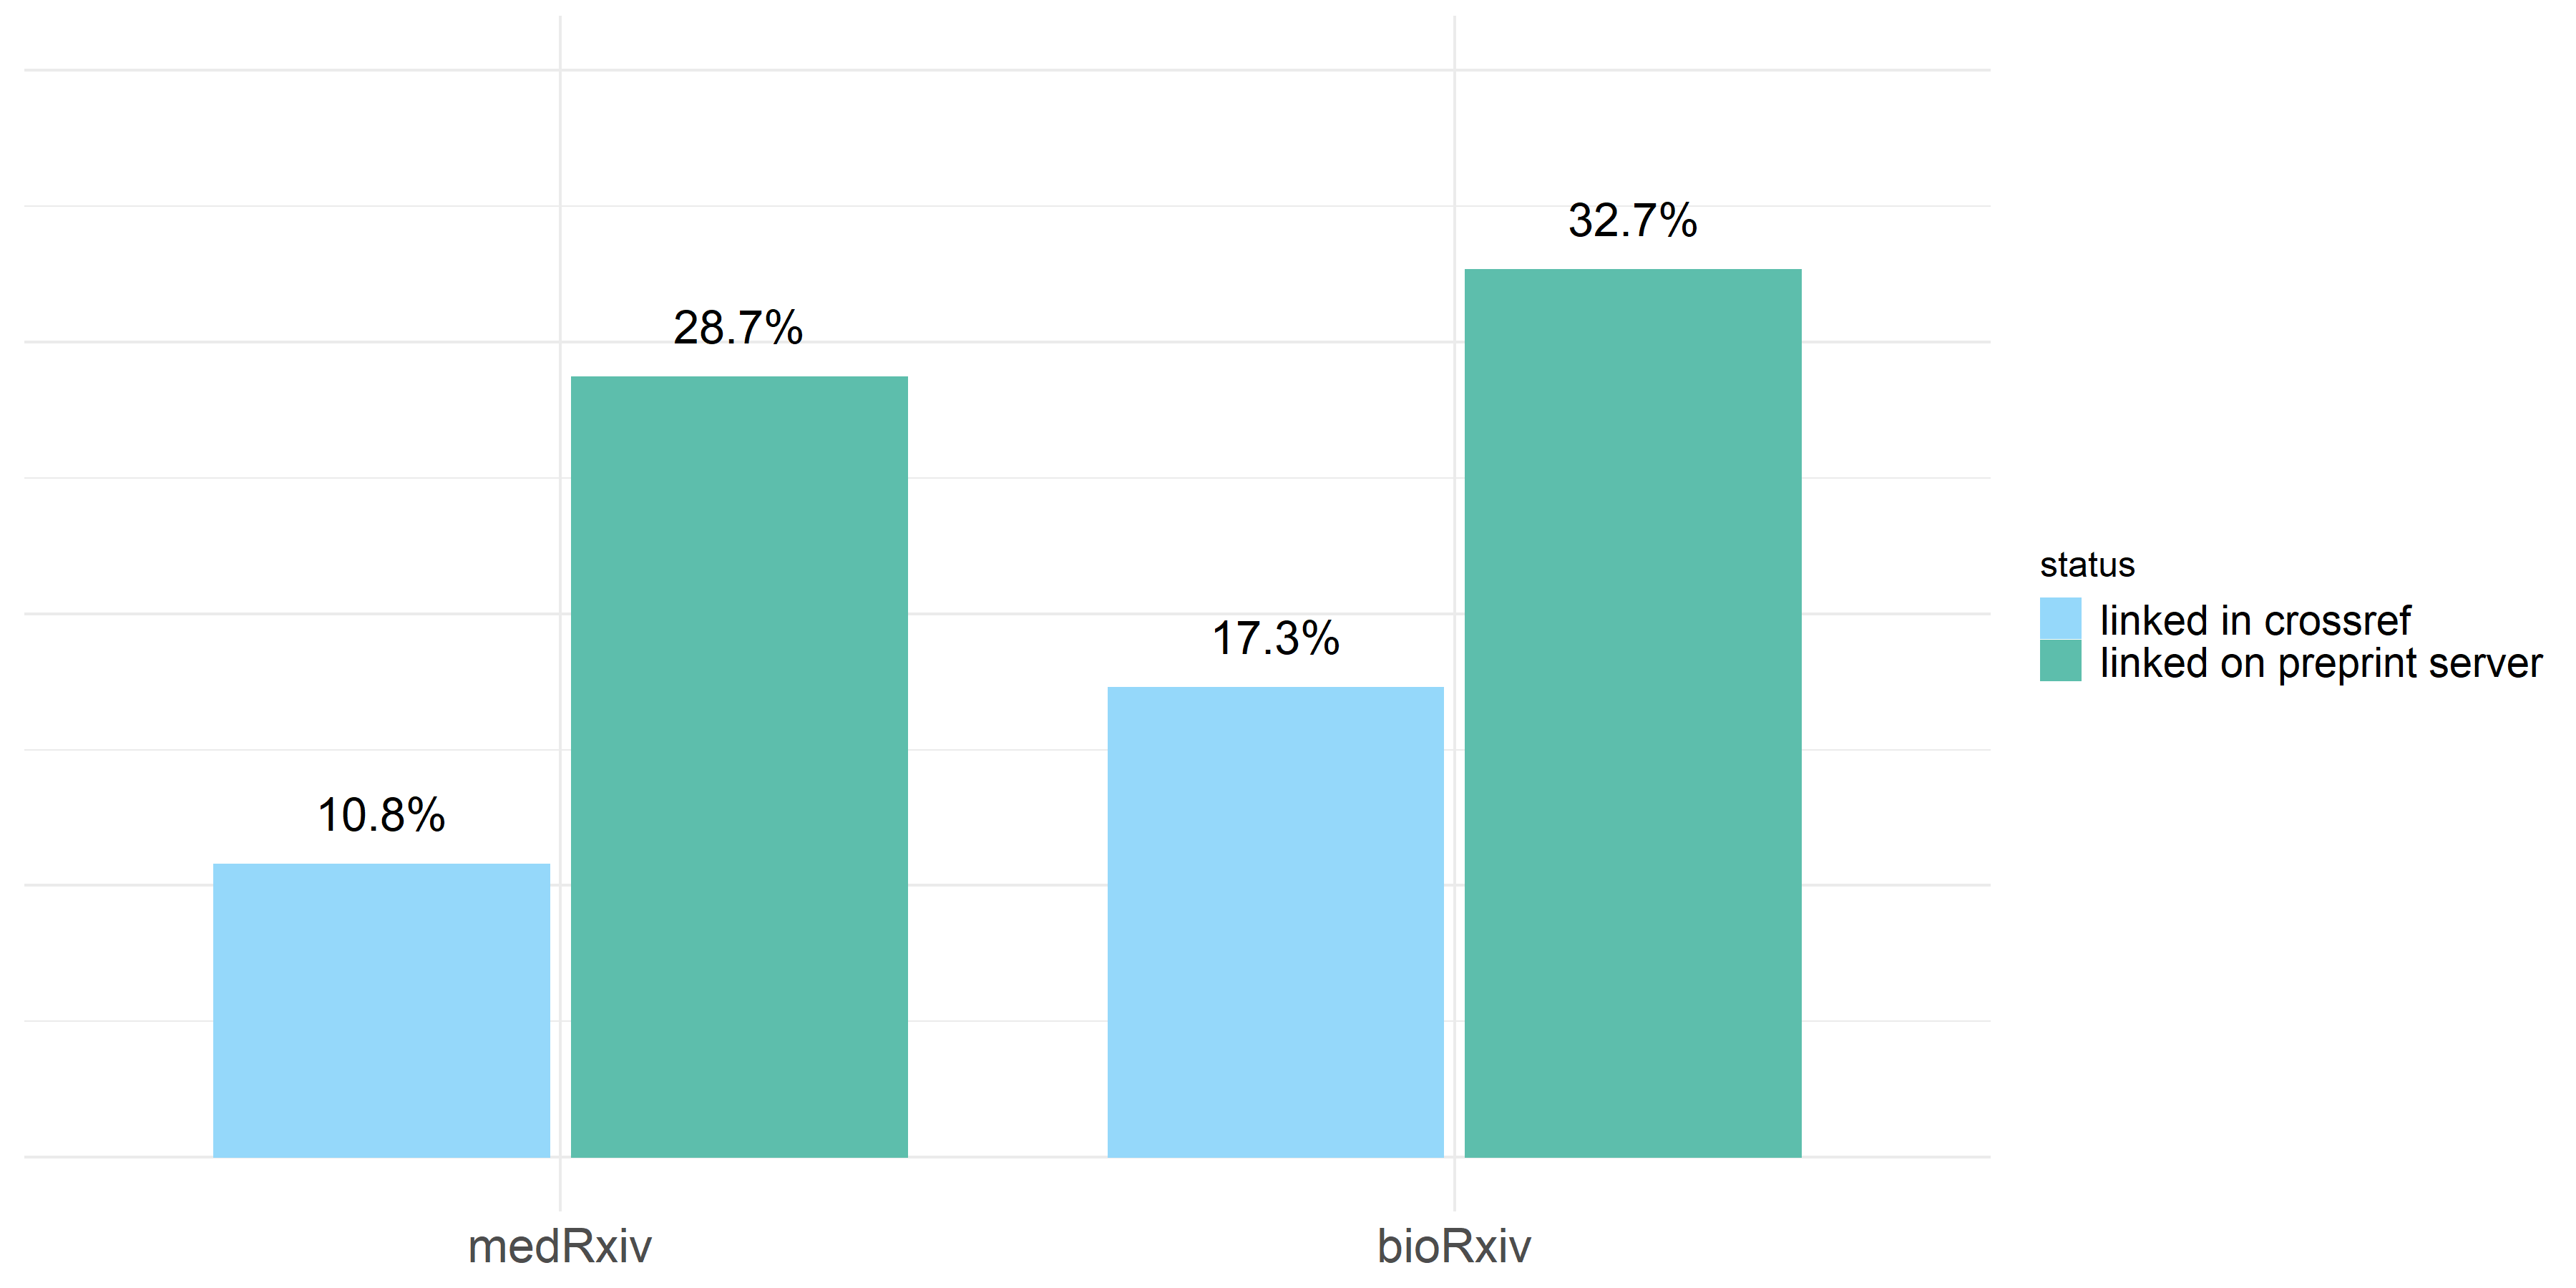 32.7%
28.7%
17.3%
10.8%
medRxiv
bioRxiv
status
linked in crossref
linked on preprint server